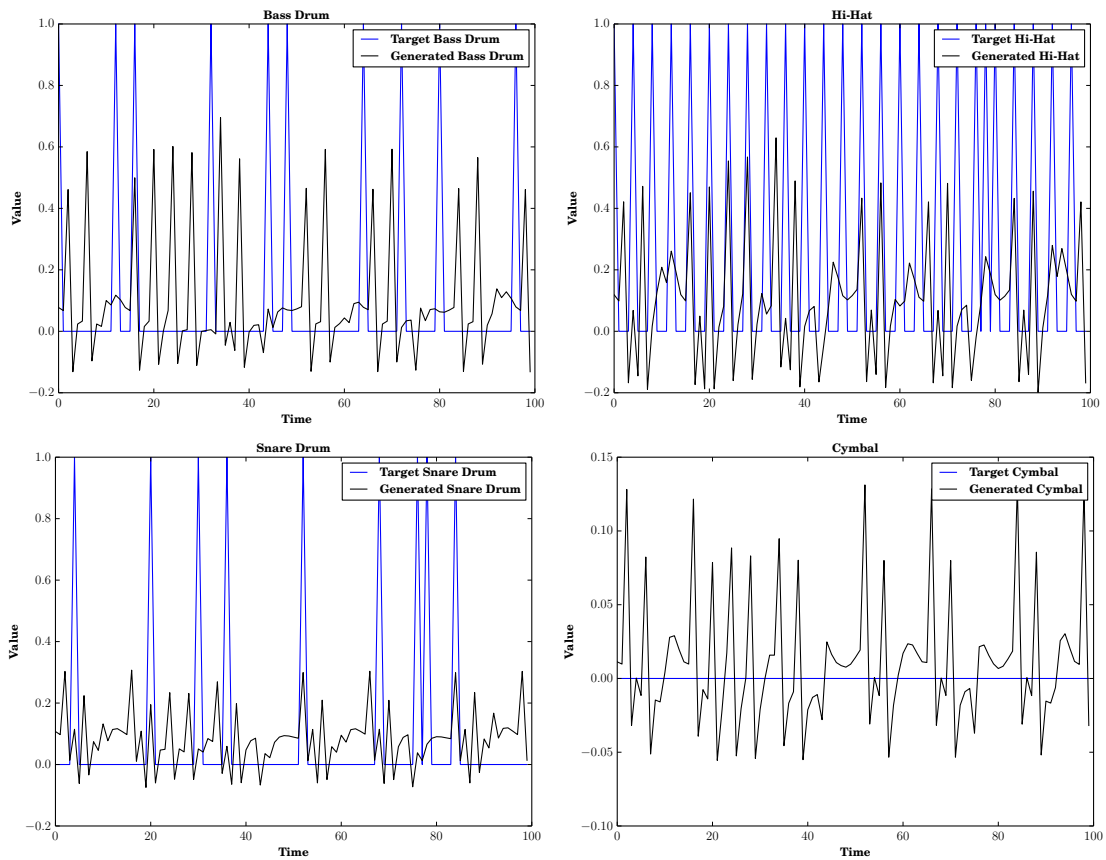 Bass Drum
1.0
0.8
0.6
0.4
0.2
0.0
−0.2
Value
0
20
40
60
80
100
Time
Target Bass Drum
Generated Bass Drum
Hi-Hat
1.0
0.8
0.6
0.4
0.2
0.0
−0.2
Value
0
20
40
60
80
100
Time
Target Hi-Hat
Generated Hi-Hat
Snare Drum
1.0
0.8
0.6
0.4
0.2
0.0
−0.2
Value
0
20
40
60
80
100
Time
Target Snare Drum
Generated Snare Drum
Cymbal
0.15
0.10
0.05
0.00
−0.05
−0.10
Value
0
20
40
60
80
100
Time
Target Cymbal
Generated Cymbal